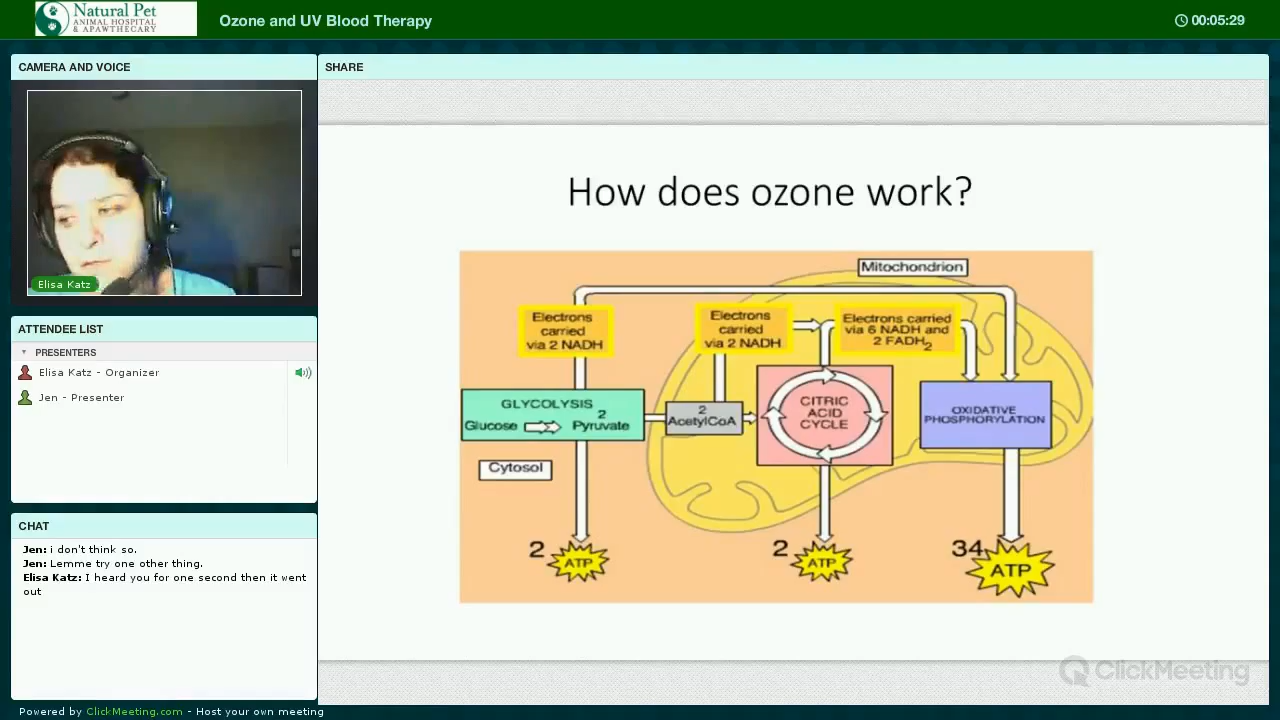 Natural Pet
ANIMAL HOSPITAL
& APAWTHECARY
Ozone and UV Blood Therapy
00:05:29
CAMERA AND VOICE
Elisa Katz
ATTENDEE LIST
PRESENTERS
Elisa Katz - Organizer
Jen - Presenter
CHAT
Jen: i don't think so.
Jen: Lemme try one other thing.
Elisa Katz: I heard you for one second then it went
out
SHARE
How does ozone work?
Mitochondrion
Electrons
carried
via 2 NADH
Electrons
carried
via 2 NADH
Electrons carried
via 6 NADH and
2 FADH2
GLYCOLYSIS
2
Glucose Pyruvate
2
AcetylCoA
CITRIC
ACID
CYCLE
OXIDATIVE
PHOSPHORYLATION
Cytosol
2 ATP
2 ATP
34 ATP
ClickMeeting
Powered by ClickMeeting.com - Host your own meeting